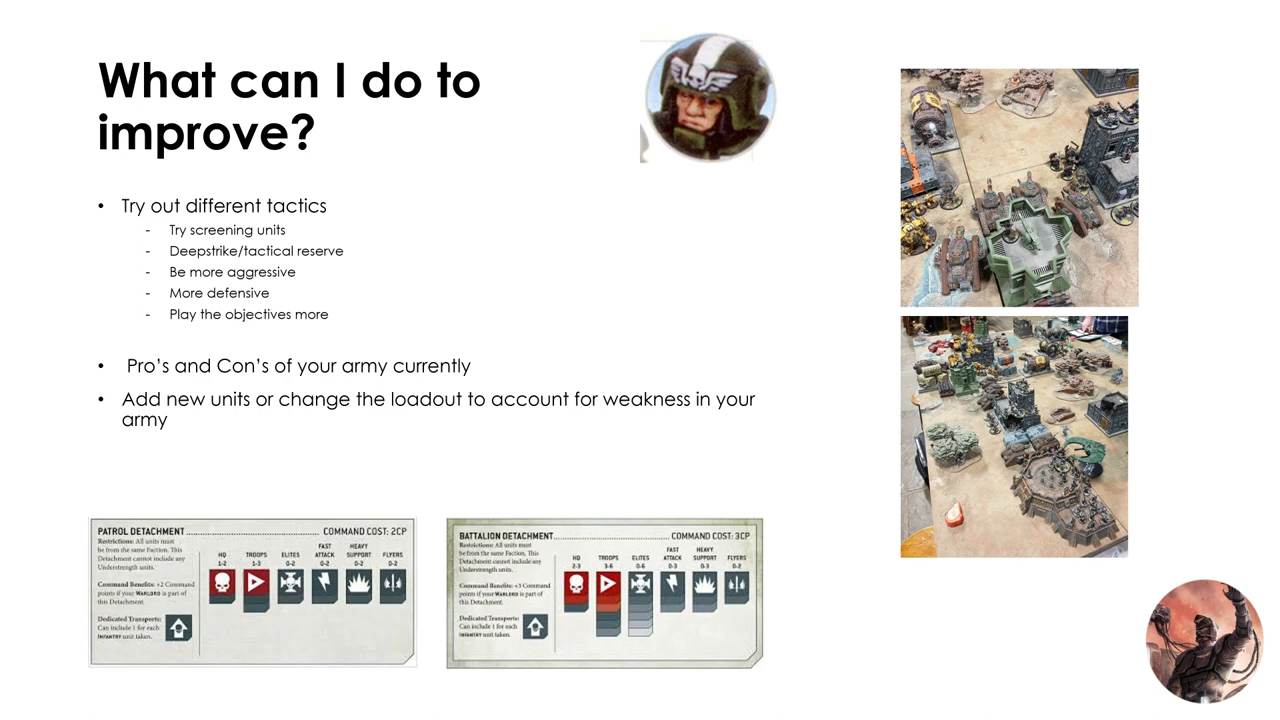 What can I do to
improve?
• Try out different tactics
- Try screening units
- Deepstrike/tactical reserve
- Be more aggressive
- More defensive
- Play the objectives more
• Pro’s and Con’s of your army currently
• Add new units or change the loadout to account for weakness in your
army
PATROL DETACHMENT COMMAND COST: 2CP
Restrictions: All units must
be from the same Faction. This
Detachment cannot include any
Understrength units.
Command Benefits: +2 Command
points if your WARLORD is part of
this Detachment.
Dedicated Transports:
Can include 1 for each
INFANTRY unit taken.
HQ
1-2
TROOPS
1-3
ELITES
0-2
FAST
ATTACK
0-2
HEAVY
SUPPORT
0-2
FLYERS
0-2
BATTALION DETACHMENT COMMAND COST: 3CP
Restrictions: All units must
be from the same Faction. This
Detachment cannot include any
Understrength units.
Command Benefits: +3 Command
points if your WARLORD is part of
this Detachment.
Dedicated Transports:
Can include 1 for each
INFANTRY unit taken.
HQ
2-3
TROOPS
3-6
ELITES
0-6
FAST
ATTACK
0-3
HEAVY
SUPPORT
0-3
FLYERS
0-2